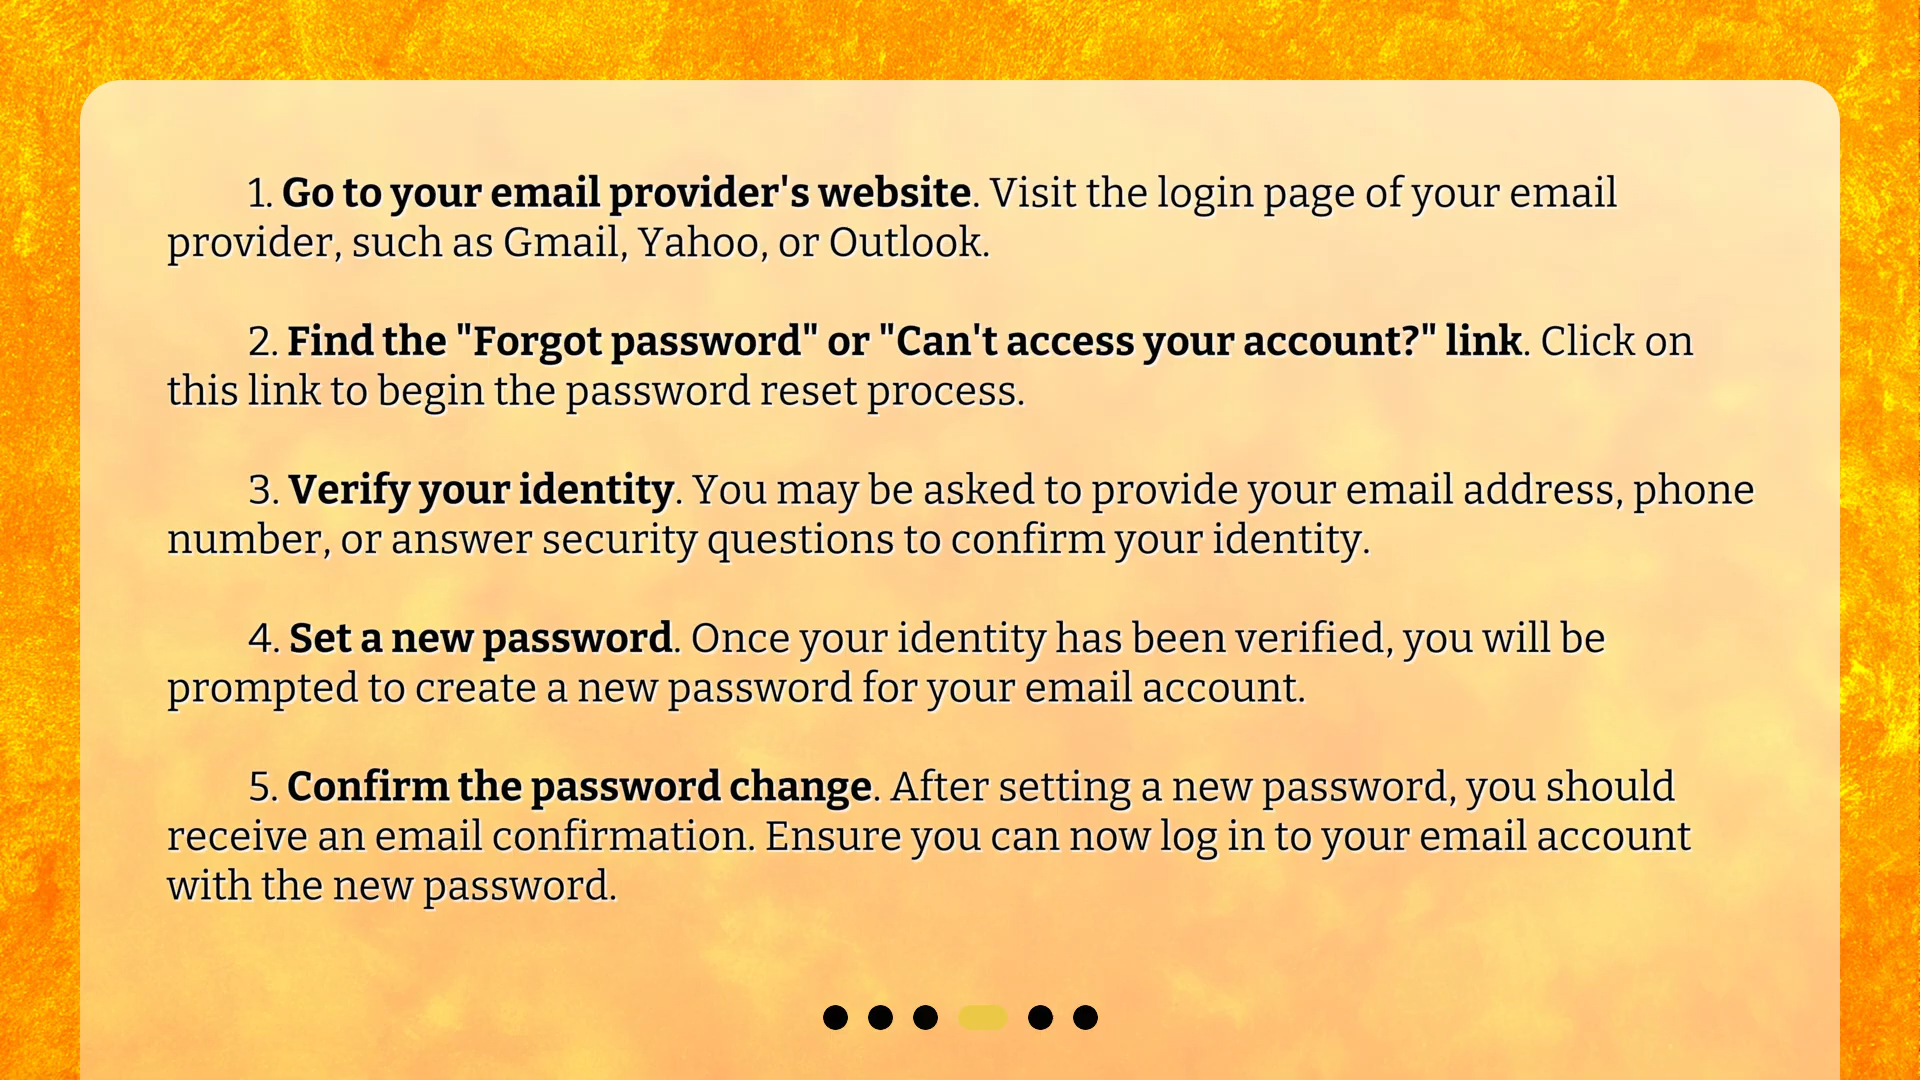 1. Go to your email provider's website. Visit the login page of your email
provider, such as Gmail, Yahoo, or Outlook.
2. Find the "Forgot password" or "Can't access your account?" link. Click on
this link to begin the password reset process.
3. Verify your identity. You may be asked to provide your email address, phone
number, or answer security questions to confirm your identity.
4. Set a new password. Once your identity has been verified, you will be
prompted to create a new password for your email account.
5. Confirm the password change. After setting a new password, you should
receive an email confirmation. Ensure you can now log in to your email account
with the new password.